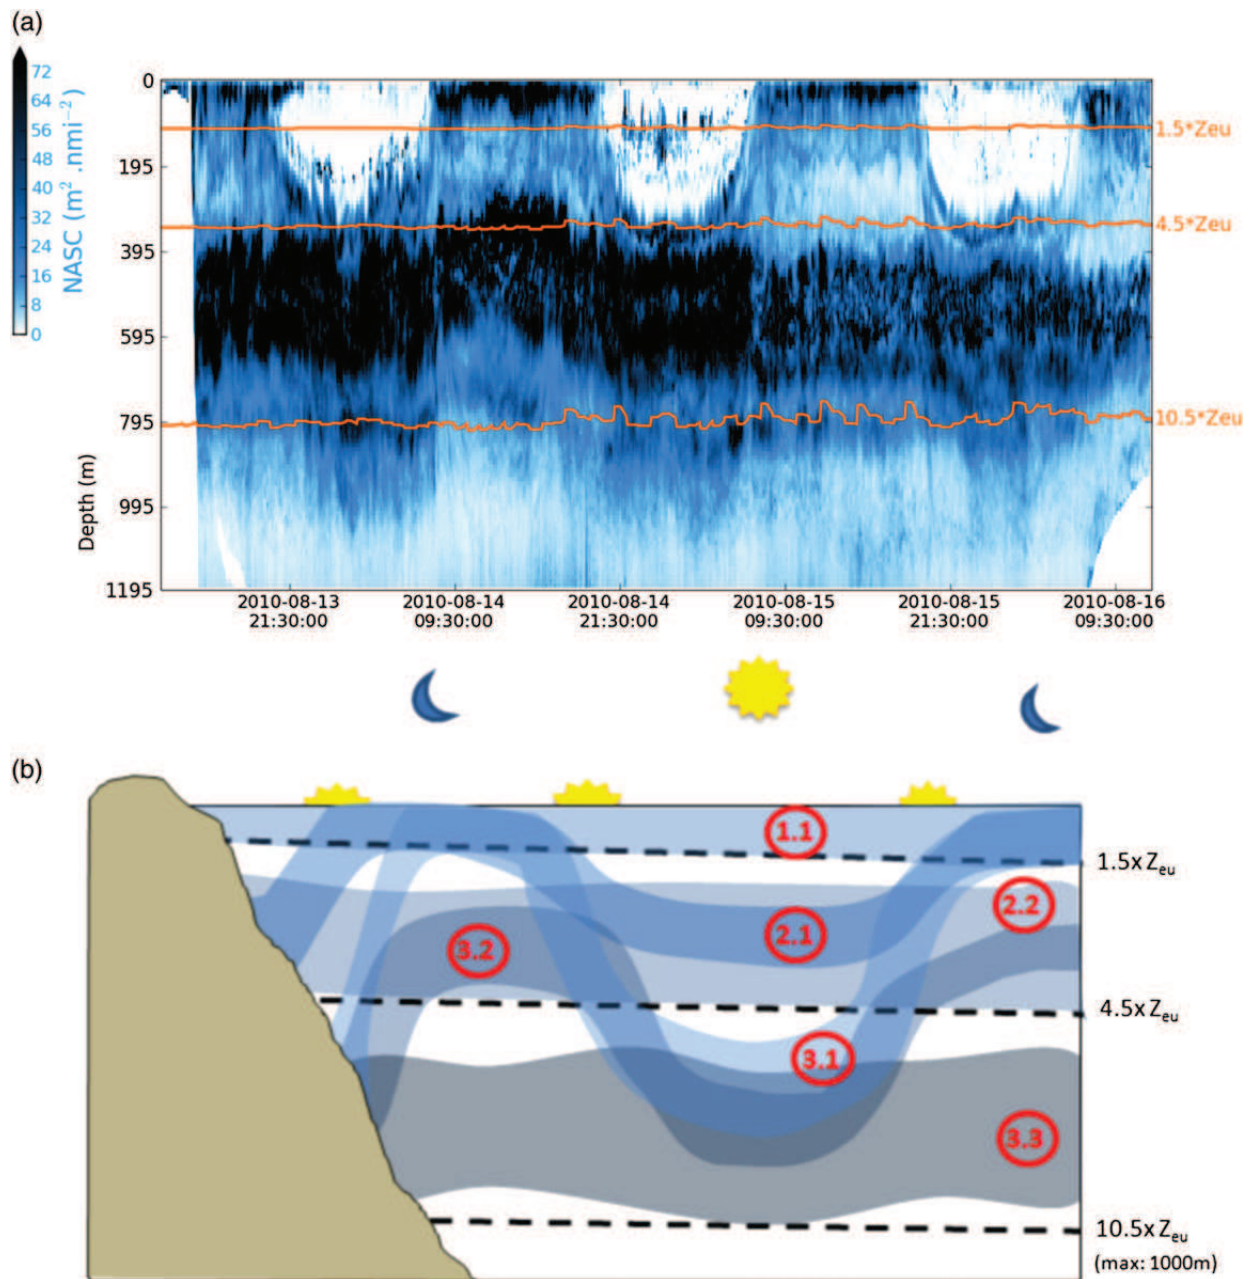 (a)
72
64
56
48
40
32
24
16
8
0
NASC (m².nmi⁻²)
0
195
395
595
795
995
1195
Depth (m)
1.5*Zeu
4.5*Zeu
10.5*Zeu
2010-08-13 2010-08-14 2010-08-14 2010-08-15 2010-08-15 2010-08-16
21:30:00 09:30:00 21:30:00 09:30:00 21:30:00 09:30:00
(b)
1.1
1.5x Zeu
2.2
2.1
3.2
4.5x Zeu
3.1
3.3
10.5x Zeu
(max: 1000m)